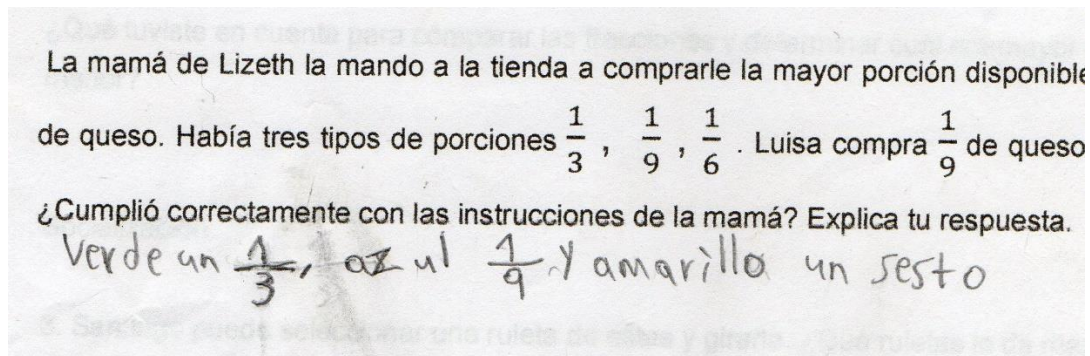 La mamá de Lizeth la mando a la tienda a comprarle la mayor porción disponible
de queso. Había tres tipos de porciones 1/3 , 1/9 , 1/6 . Luisa compra 1/9 de queso
¿Cumplió correctamente con las instrucciones de la mamá? Explica tu respuesta.
Verde un 1/3, azul 1/9 y amarillo un sesto